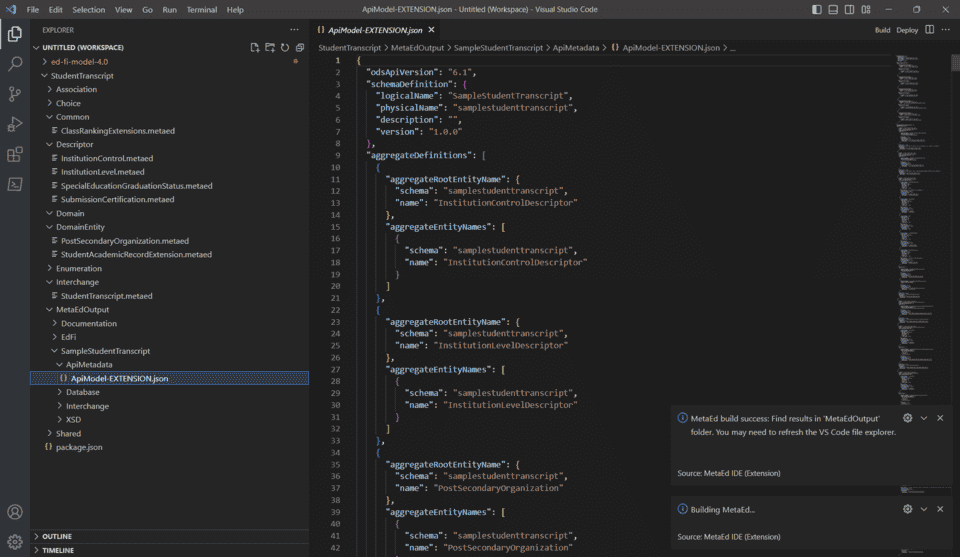 File Edit Selection View Go Run Terminal Help
ApiModel-EXTENSION.json - Untitled (Workspace) - Visual Studio Code
EXPLORER
UNTITLED (WORKSPACE)
ed-fi-model-4.0
StudentTranscript
Association
Choice
Common
ClassRankingExtensions.metaed
Descriptor
InstitutionControl.metaed
InstitutionLevel.metaed
SpecialEducationGraduationStatus.metaed
SubmissionCertification.metaed
Domain
DomainEntity
PostSecondaryOrganization.metaed
StudentAcademicRecordExtension.metaed
Enumeration
Interchange
StudentTranscript.metaed
MetaEdOutput
Documentation
EdFi
SampleStudentTranscript
ApiMetadata
{} ApiModel-EXTENSION.json
Database
Interchange
XSD
Shared
{} package.json
OUTLINE
TIMELINE
{} ApiModel-EXTENSION.json
Build Deploy
StudentTranscript > MetaEdOutput > SampleStudentTranscript > ApiMetadata > {} ApiModel-EXTENSION.json > ...
1 {
2 "odsApiVersion": "6.1",
3 "schemaDefinition": {
4 "logicalName": "SampleStudentTranscript",
5 "physicalName": "samplestudenttranscript",
6 "description": "",
7 "version": "1.0.0"
8 },
9 "aggregateDefinitions": [
10 {
11 "aggregateRootEntityName": {
12 "schema": "samplestudenttranscript",
13 "name": "InstitutionControlDescriptor"
14 },
15 "aggregateEntityNames": [
16 {
17 "schema": "samplestudenttranscript",
18 "name": "InstitutionControlDescriptor"
19 }
20 ]
21 },
22 {
23 "aggregateRootEntityName": {
24 "schema": "samplestudenttranscript",
25 "name": "InstitutionLevelDescriptor"
26 },
27 "aggregateEntityNames": [
28 {
29 "schema": "samplestudenttranscript",
30 "name": "InstitutionLevelDescriptor"
31 }
32 ]
33 },
34 {
35 "aggregateRootEntityName": {
36 "schema": "samplestudenttranscript",
37 "name": "PostSecondaryOrganization"
38 },
39 "aggregateEntityNames": [
40 {
41 "schema": "samplestudenttranscript",
42 "name": "PostSecondaryOrganization"
MetaEd build success: Find results in 'MetaEdOutput'
folder. You may need to refresh the VS Code file explorer.
Source: MetaEd IDE (Extension)
Building MetaEd...
Source: MetaEd IDE (Extension)